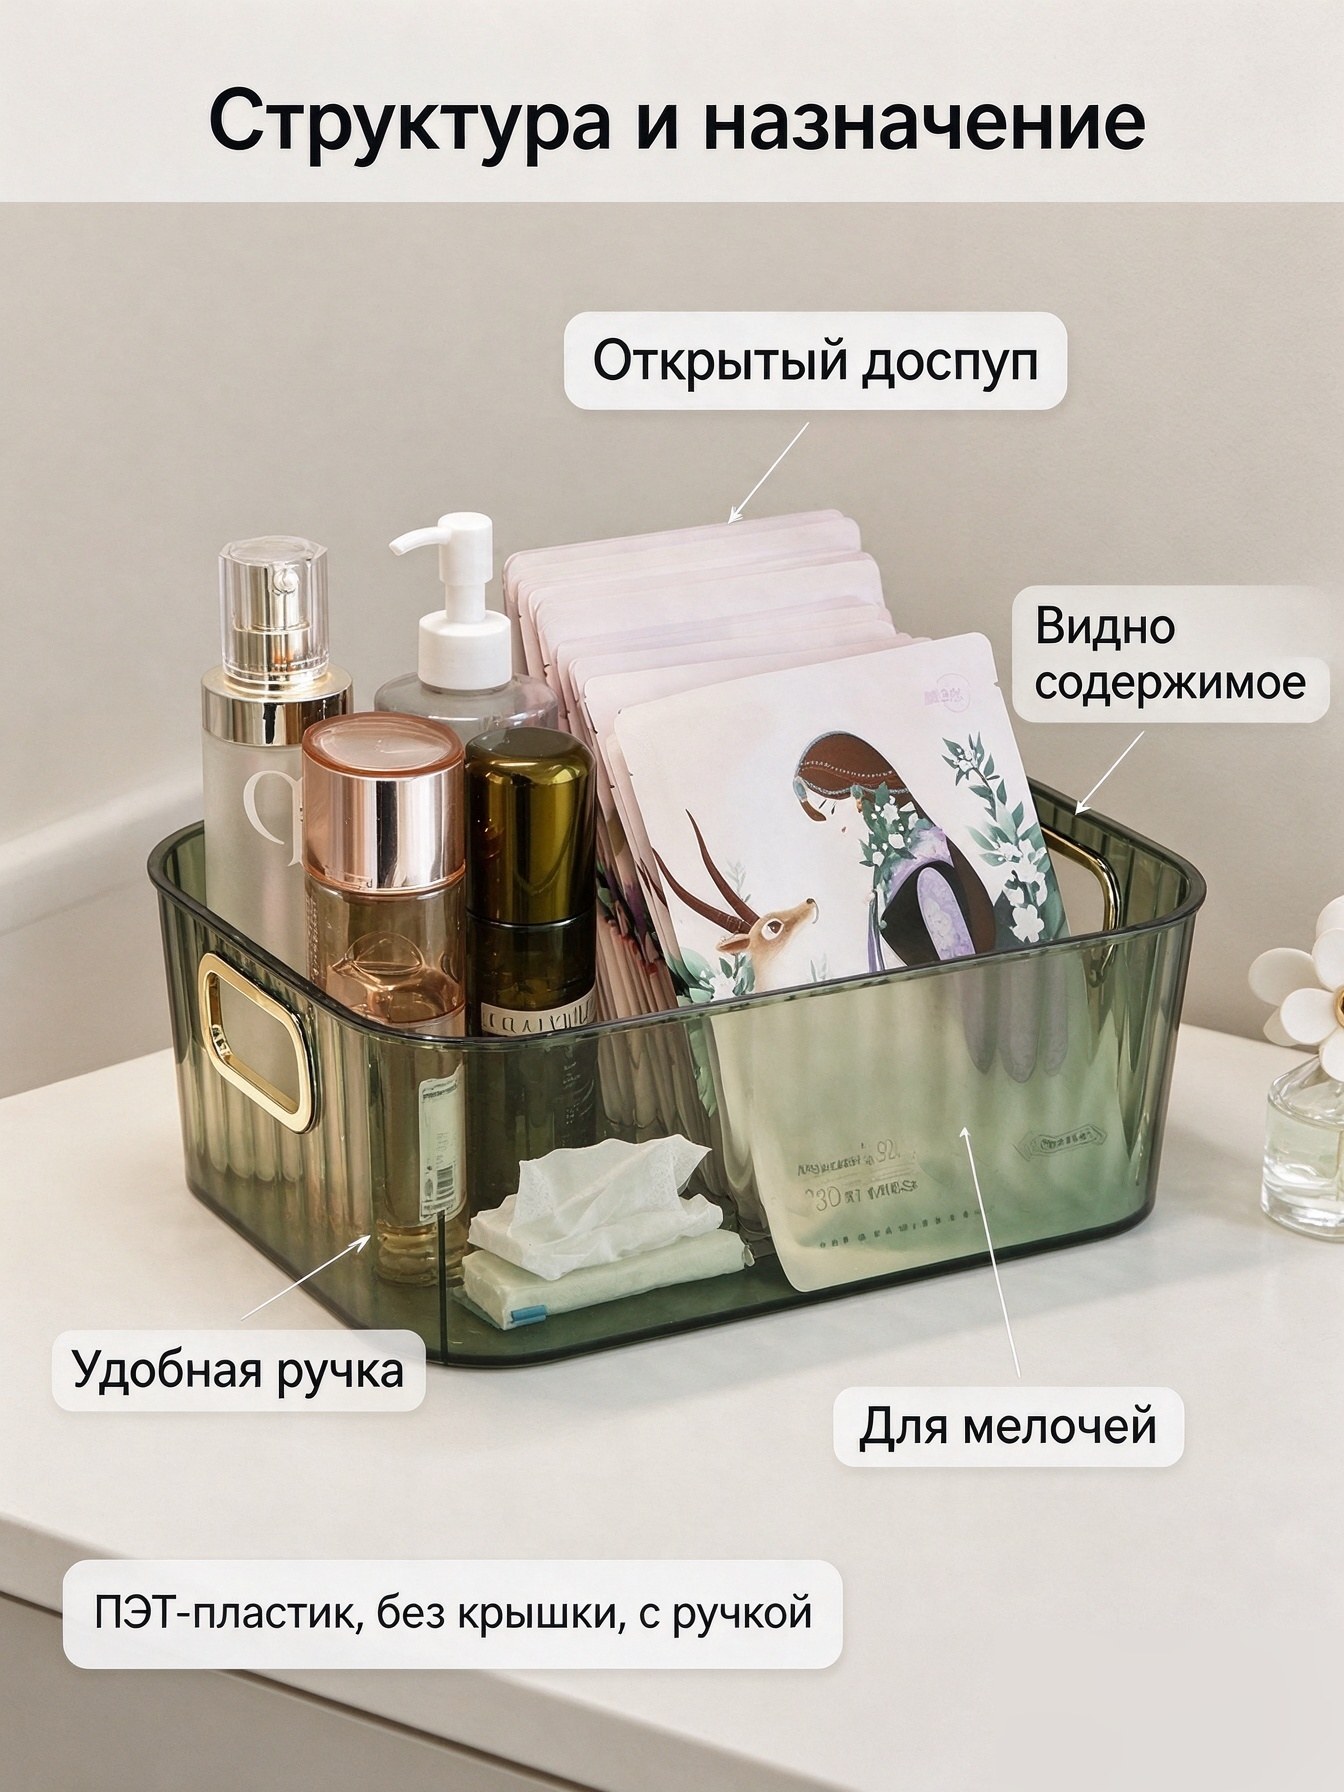 Структура и назначение
Открытый доспуп
Видно
содержимое
Удобная ручка
Для мелочей
ПЭТ-пластик, без крышки, с ручкой